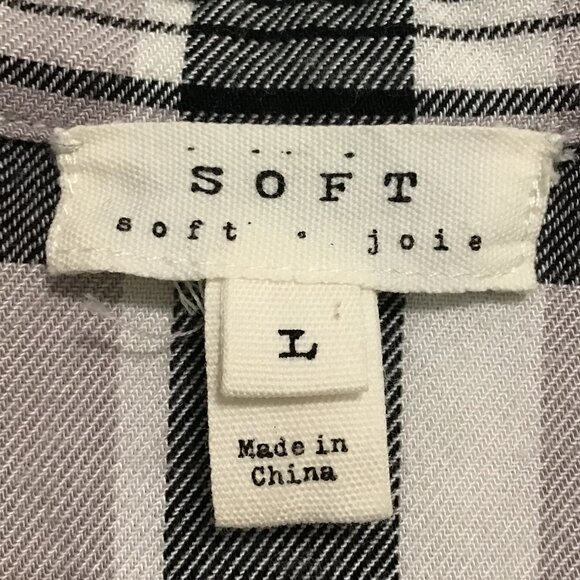 SOFT
soft • joie
L
Made in
China